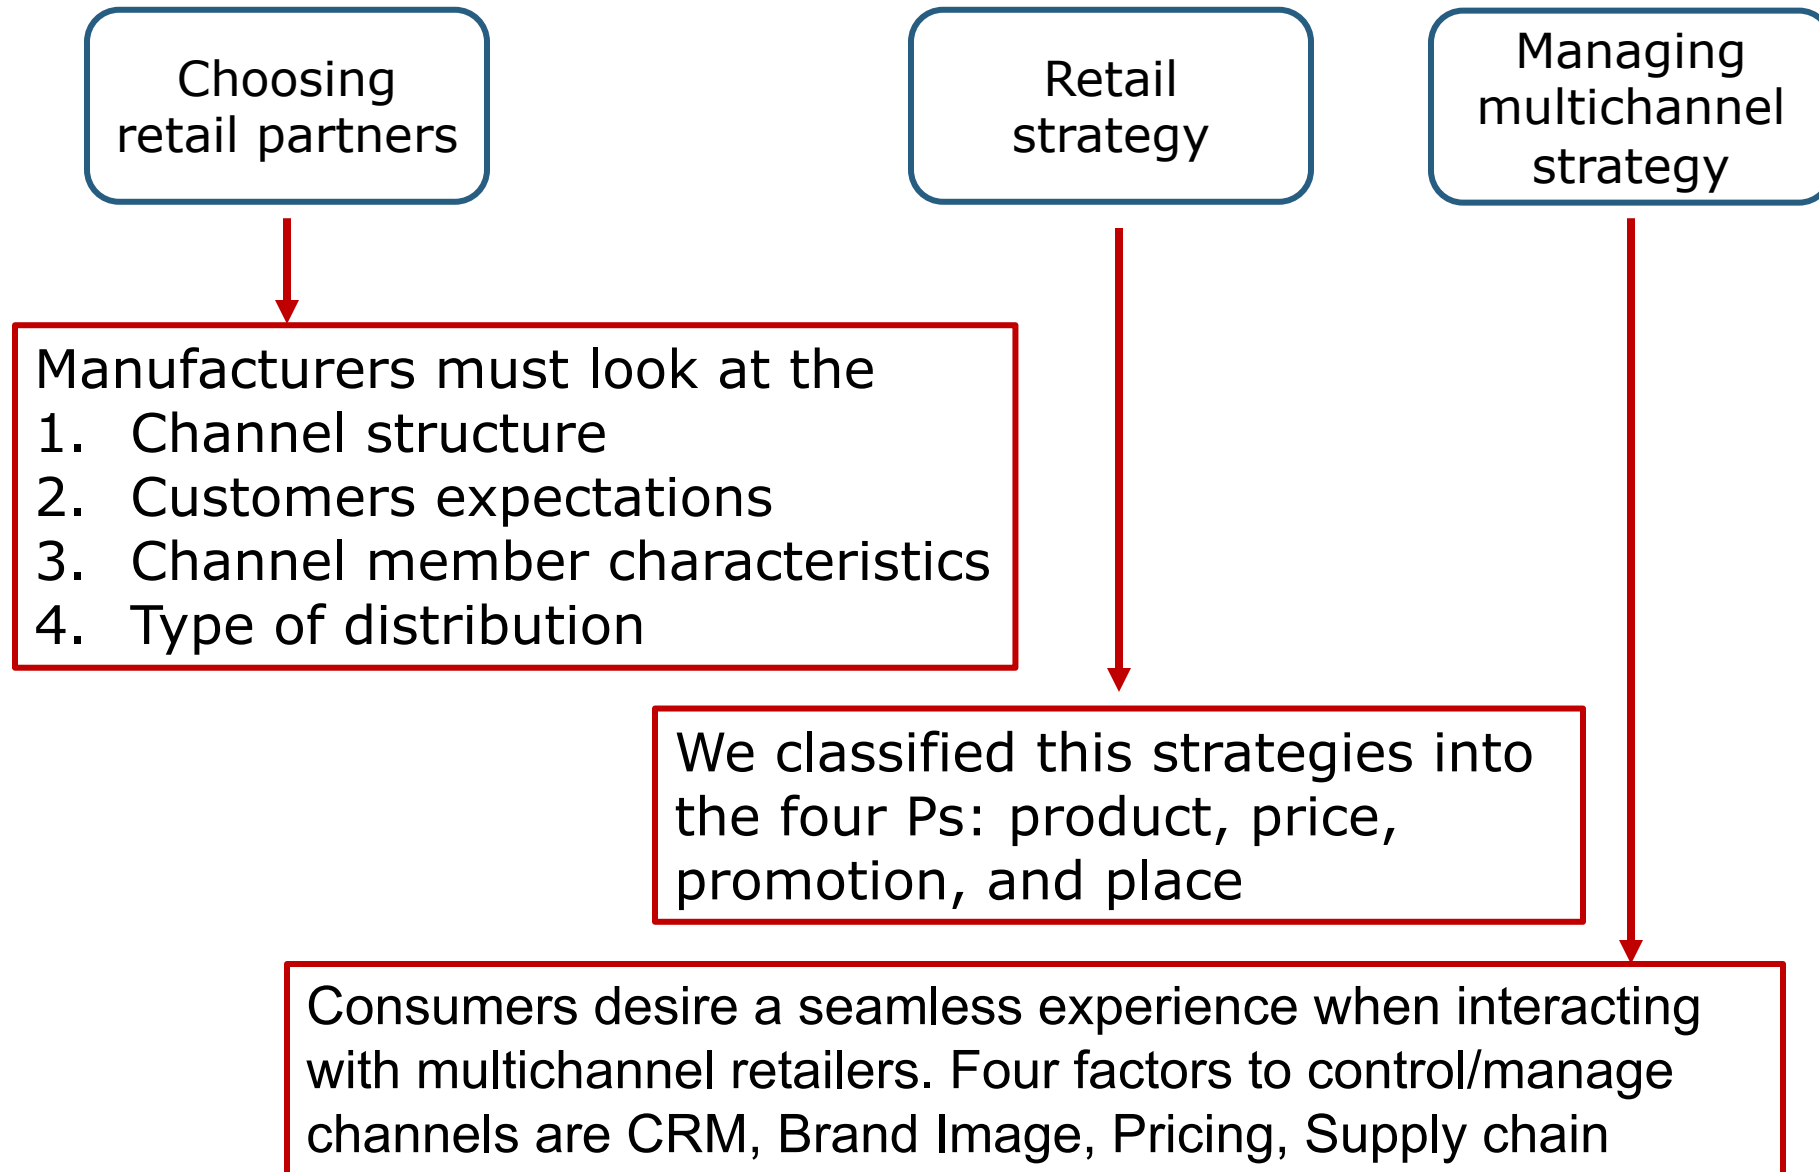 Choosing
retail partners
Retail
strategy
Managing
multichannel
strategy
Manufacturers must look at the
1. Channel structure
2. Customers expectations
3. Channel member characteristics
4. Type of distribution
We classified this strategies into
the four Ps: product, price,
promotion, and place
Consumers desire a seamless experience when interacting
with multichannel retailers. Four factors to control/manage
channels are CRM, Brand Image, Pricing, Supply chain